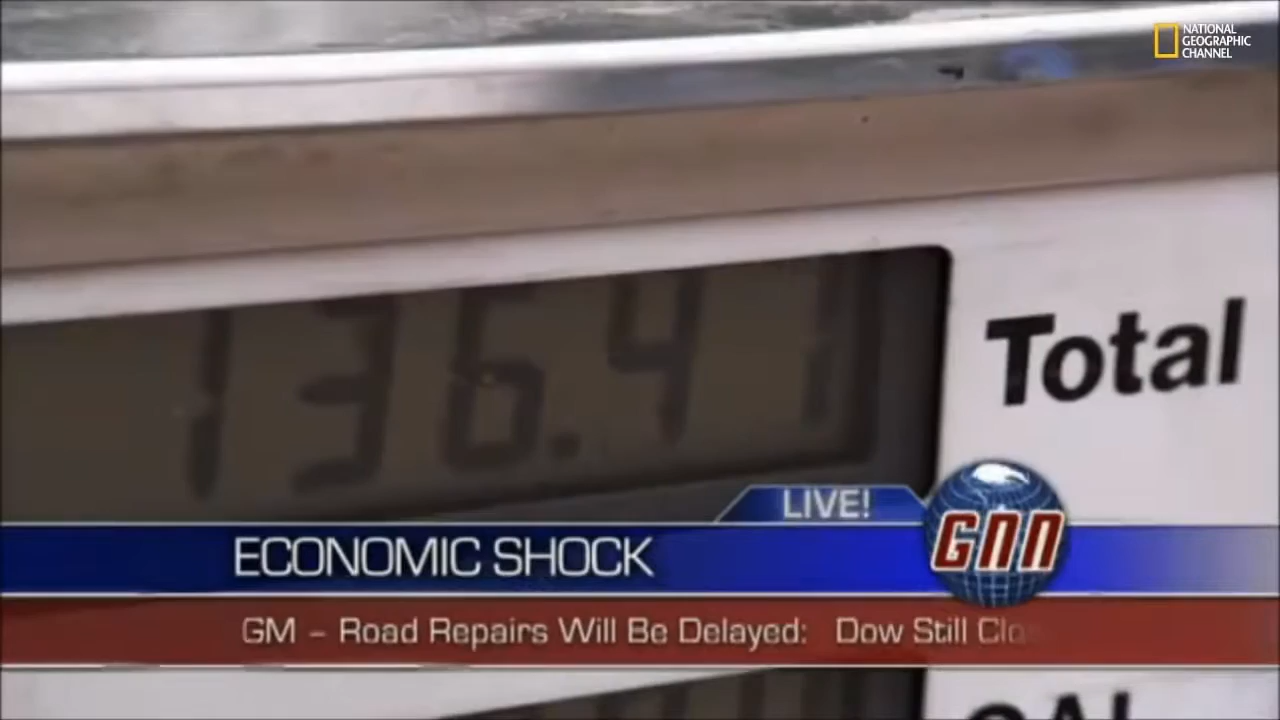 NATIONAL
GEOGRAPHIC
CHANNEL
136.41
Total
LIVE!
GNN
ECONOMIC SHOCK
GM – Road Repairs Will Be Delayed: Dow Still